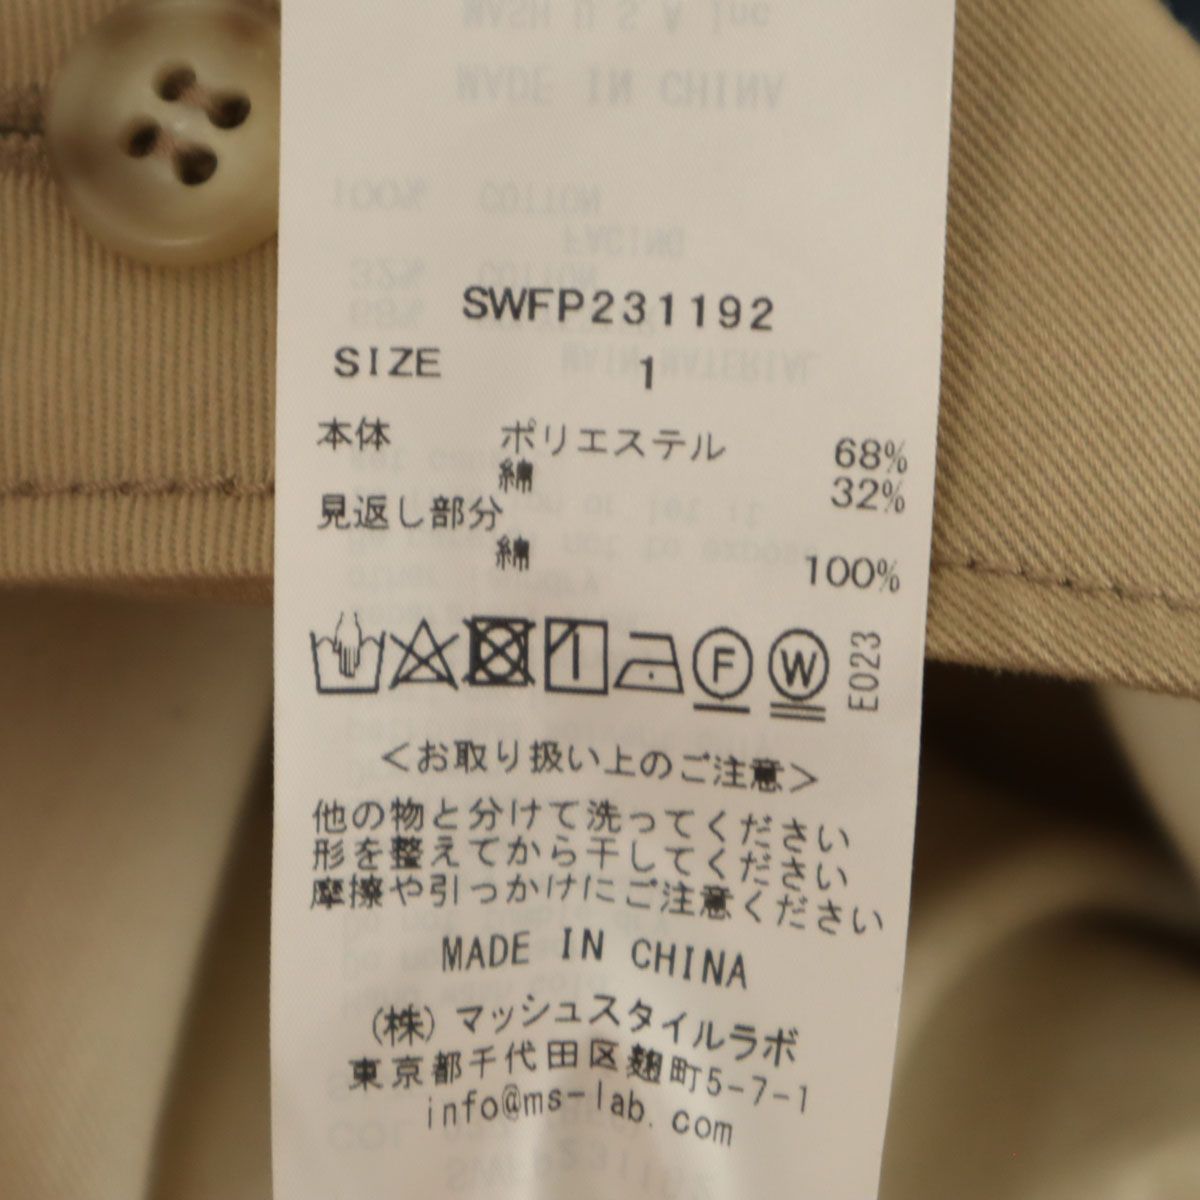 SWFP231192
SIZE 1
本体 ポリエステル 68%
綿 32%
見返し部分
綿 100%
F W E023
<お取り扱い上のご注意>
他の物と分けて洗ってください
形を整えてから干してください
摩擦や引っかけにご注意ください
MADE IN CHINA
(株)マッシュスタイルラボ
東京都千代田区麹町5-7-1
info@ms-lab.com